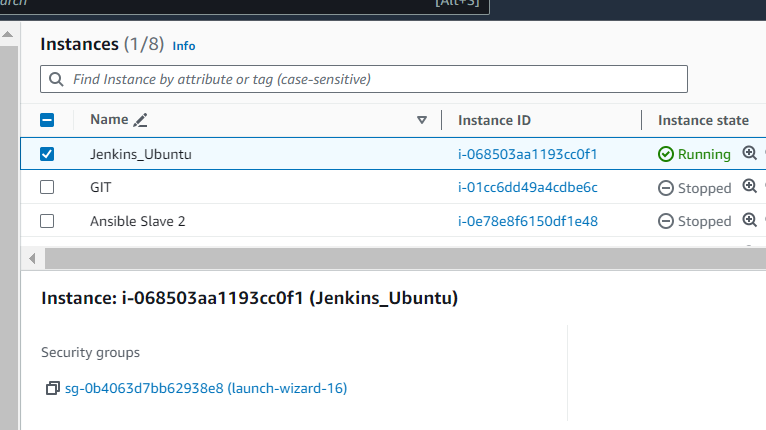 [Alt+S]
Instances (1/8) Info
Find Instance by attribute or tag (case-sensitive)
Name Instance ID Instance state
Jenkins_Ubuntu i-068503aa1193cc0f1 Running
GIT i-01cc6dd49a4cdbe6c Stopped
Ansible Slave 2 i-0e78e8f6150df1e48 Stopped
Instance: i-068503aa1193cc0f1 (Jenkins_Ubuntu)
Security groups
sg-0b4063d7bb62938e8 (launch-wizard-16)